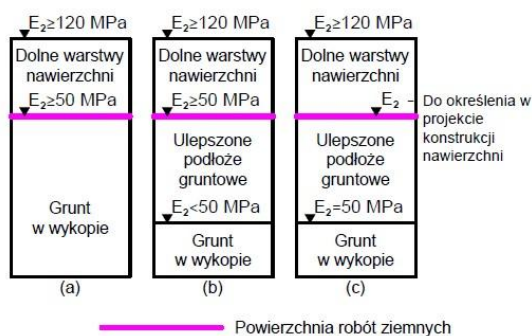 E₂≥120 MPa
Dolne warstwy
nawierzchni
E₂≥50 MPa
Grunt
w wykopie
(a)
E₂≥120 MPa
Dolne warstwy
nawierzchni
E₂≥50 MPa
Ulepszone
podłoże
gruntowe
E₂<50 MPa
Grunt
w wykopie
(b)
E₂≥120 MPa
Dolne warstwy
nawierzchni
E₂ - Do określenia w
projekcie
konstrukcji
nawierzchni
Ulepszone
podłoże
gruntowe
E₂=50 MPa
Grunt
w wykopie
(c)
Powierzchnia robót ziemnych